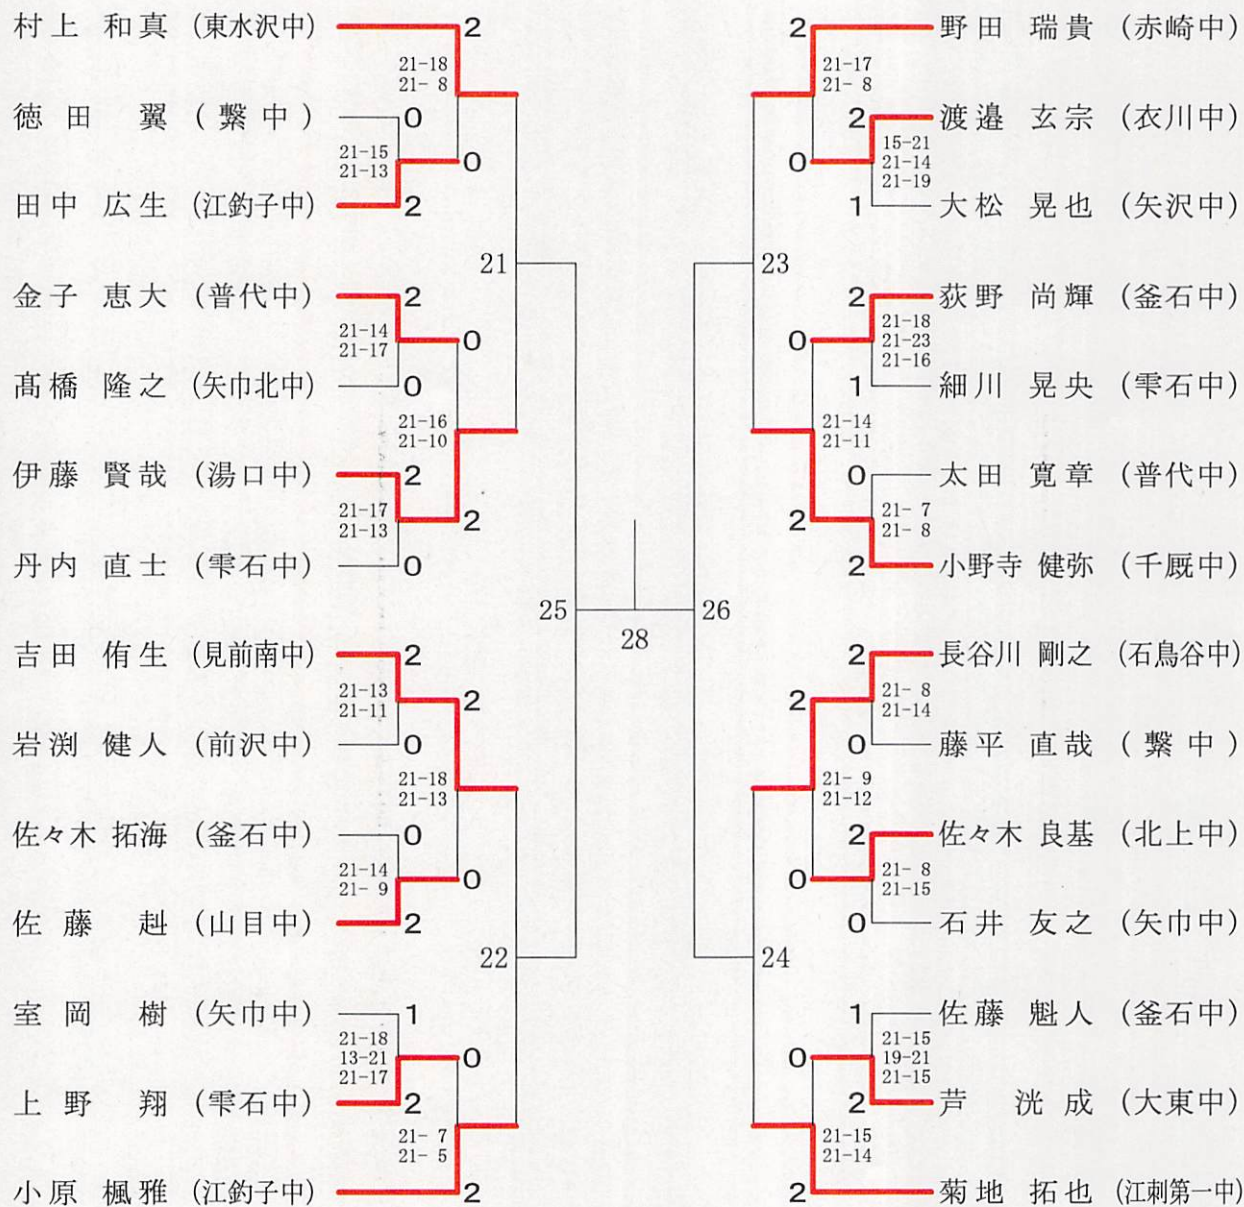 村上 和真 (東水沢中) 2
21-18
21- 8
徳田 翼 (繋中) 0
21-15
21-13
0
田中 広生 (江釣子中) 2
21
金子 恵大 (普代中) 2
21-14
21-17
0
髙橋 隆之 (矢巾北中) 0
21-16
21-10
伊藤 賢哉 (湯口中) 2
21-17
21-13
2
丹内 直士 (雫石中) 0
25
吉田 侑生 (見前南中) 2
21-13
21-11
2
岩渕 健人 (前沢中) 0
21-18
21-13
佐々木 拓海 (釜石中) 0
21-14
21- 9
0
佐藤 赳 (山目中) 2
22
室岡 樹 (矢巾中) 1
21-18
13-21
21-17
0
上野 翔 (雫石中) 2
21- 7
21- 5
小原 楓雅 (江釣子中) 2
28
2 野田 瑞貴 (赤崎中)
21-17
21- 8
2 渡邉 玄宗 (衣川中)
0
15-21
21-14
21-19
1 大松 晃也 (矢沢中)
23
2 荻野 尚輝 (釜石中)
0
21-18
21-23
21-16
1 細川 晃央 (雫石中)
21-14
21-11
0 太田 寛章 (普代中)
2
21- 7
21- 8
2 小野寺 健弥 (千厩中)
26
2 長谷川 剛之 (石鳥谷中)
2
21- 8
21-14
0 藤平 直哉 (繋中)
21- 9
21-12
2 佐々木 良基 (北上中)
0
21- 8
21-15
0 石井 友之 (矢巾中)
24
1 佐藤 魁人 (釜石中)
0
21-15
19-21
21-15
2 芦 洸成 (大東中)
21-15
21-14
2 菊地 拓也 (江刺第一中)